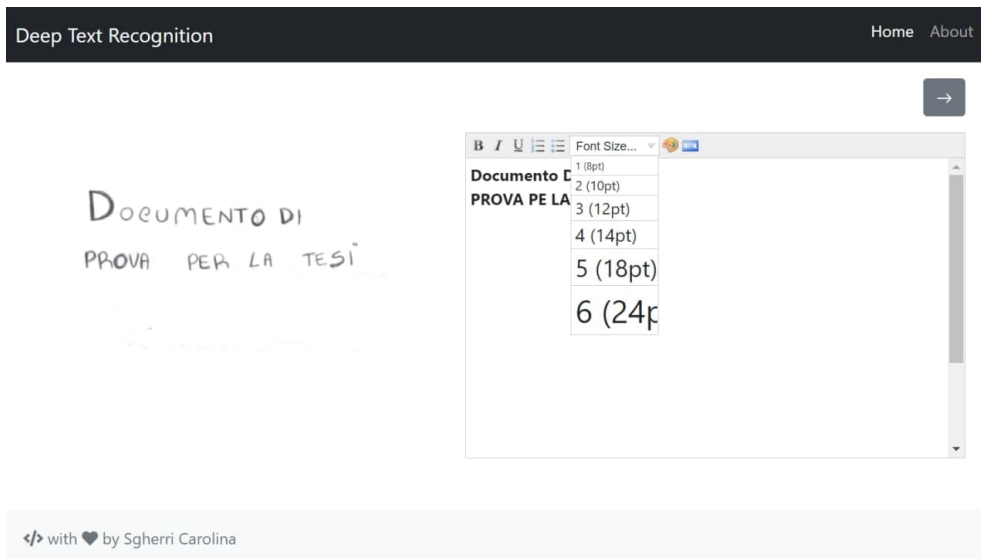 Deep Text Recognition
Home About
→
B I U Font Size...
DOCUMENTO DI
PROVA PER LA TESI
Documento D
PROVA PE LA
1 (8pt)
2 (10pt)
3 (12pt)
4 (14pt)
5 (18pt)
6 (24p
</> with ♥ by Sgherri Carolina